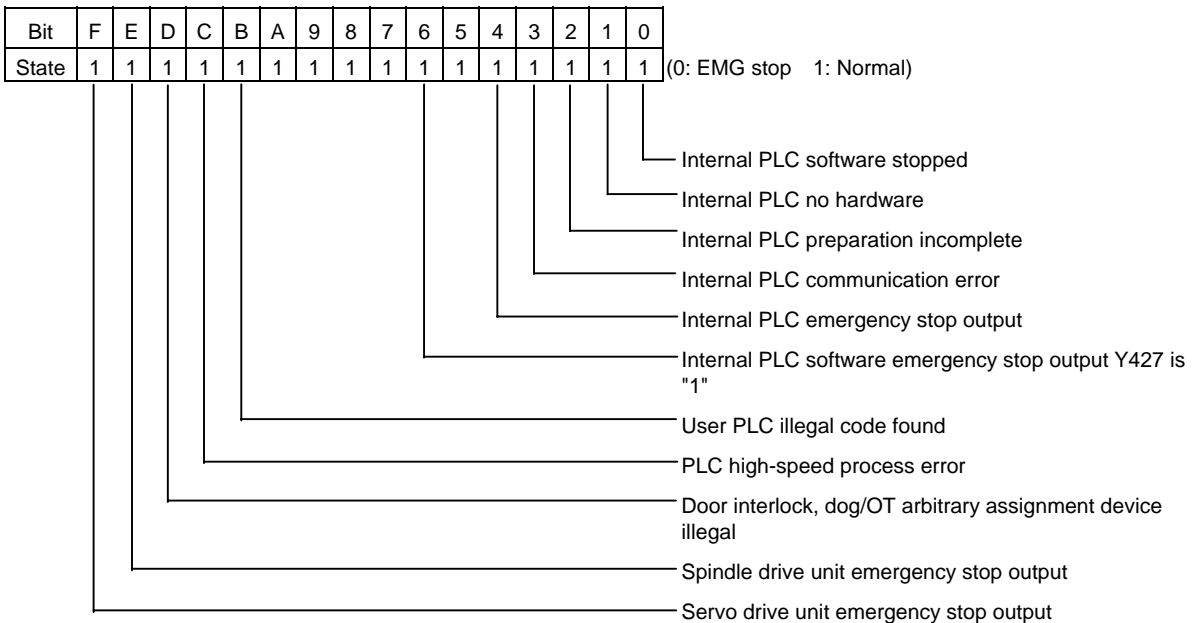 Bit F E D C B A 9 8 7 6 5 4 3 2 1 0
State 1 1 1 1 1 1 1 1 1 1 1 1 1 1 1 1 (0: EMG stop 1: Normal)
Internal PLC software stopped
Internal PLC no hardware
Internal PLC preparation incomplete
Internal PLC communication error
Internal PLC emergency stop output
Internal PLC software emergency stop output Y427 is
"1"
User PLC illegal code found
PLC high-speed process error
Door interlock, dog/OT arbitrary assignment device
illegal
Spindle drive unit emergency stop output
Servo drive unit emergency stop output